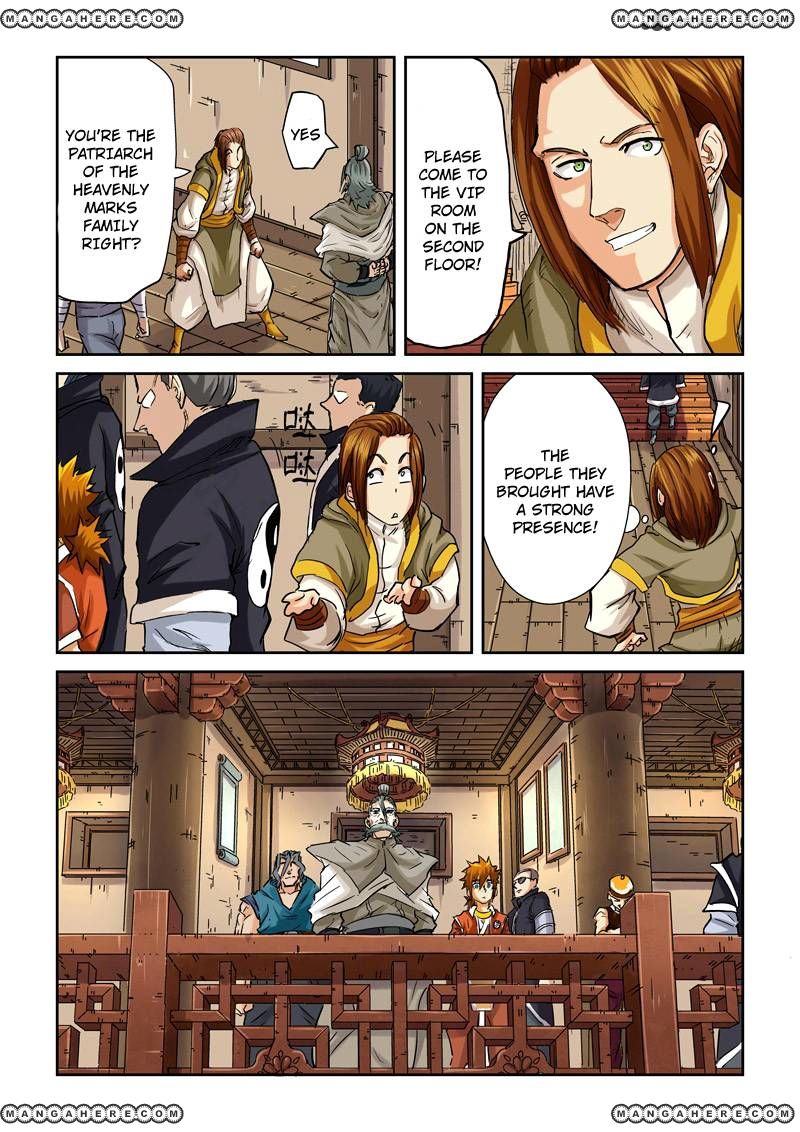 MANGAHERE.COM
MANGAHERE.COM
YOU'RE THE
PATRIARCH
OF THE
HEAVENLY
MARKS
FAMILY
RIGHT?
YES
PLEASE
COME TO
THE VIP
ROOM
ON THE
SECOND
FLOOR!
哒
哒
THE
PEOPLE THEY
BROUGHT HAVE
A STRONG
PRESENCE!
MANGAHERE.COM
MANGAHERE.COM